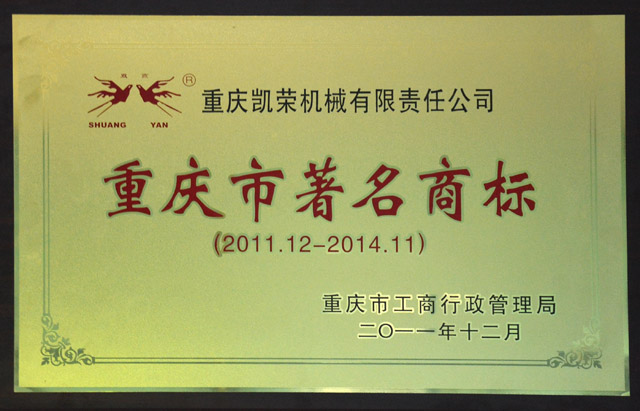 双燕
SHUANG YAN
®
重庆凯荣机械有限责任公司
重庆市著名商标
(2011.12-2014.11)
重庆市工商行政管理局
二〇一一年十二月